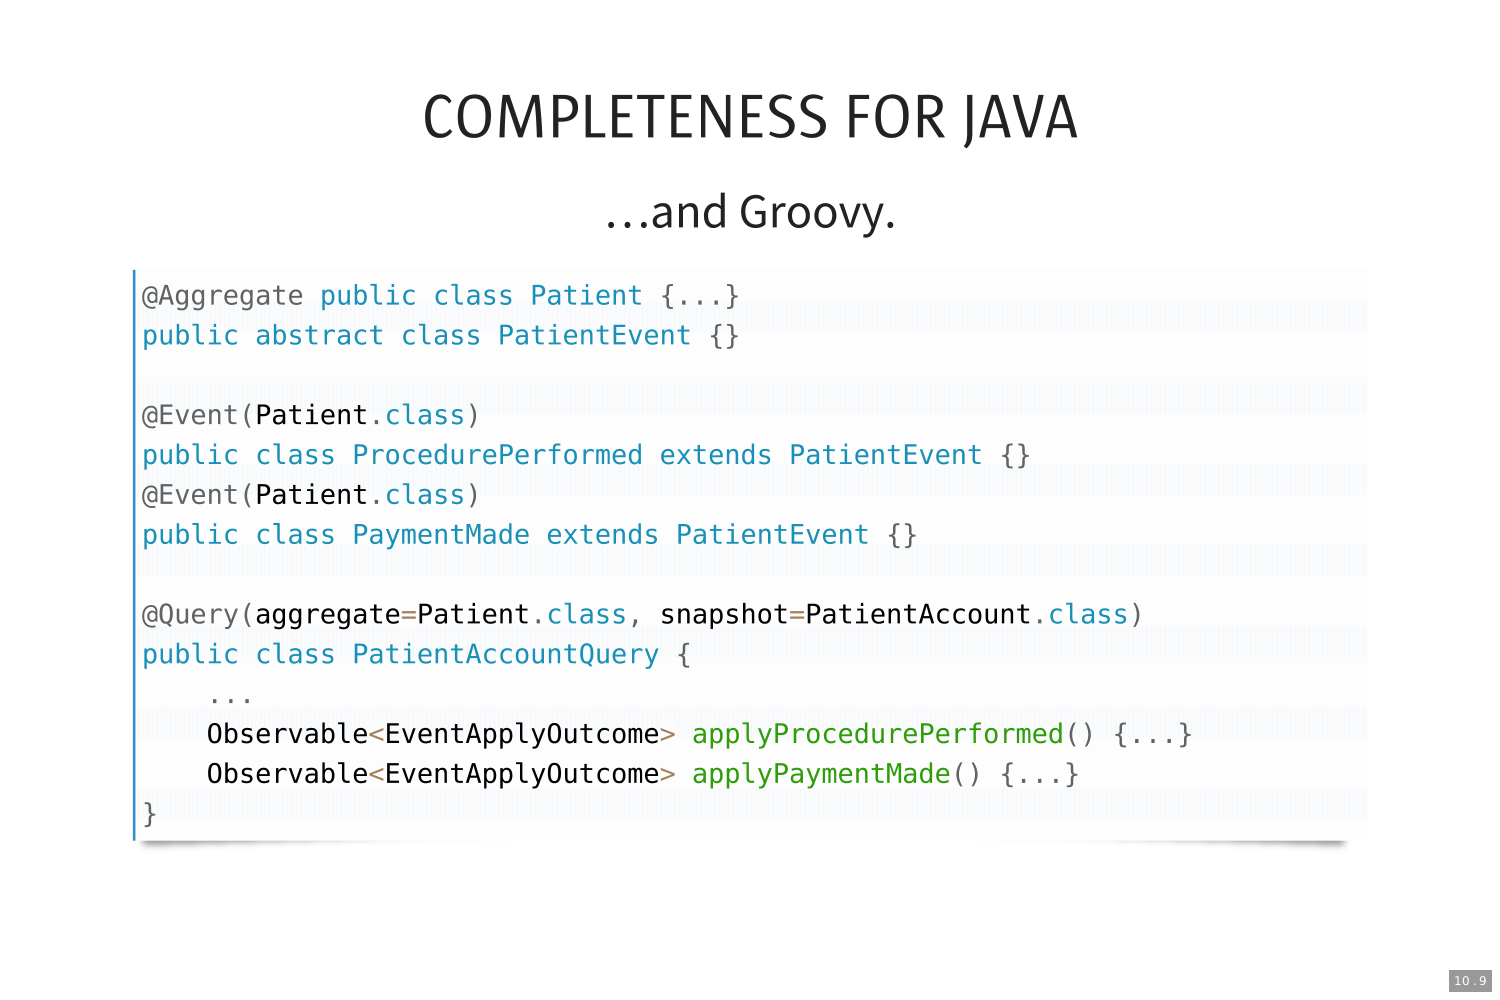 COMPLETENESS FOR JAVA
…and Groovy.
@Aggregate public class Patient {...}
public abstract class PatientEvent {}
@Event(Patient.class)
public class ProcedurePerformed extends PatientEvent {}
@Event(Patient.class)
public class PaymentMade extends PatientEvent {}
@Query(aggregate=Patient.class, snapshot=PatientAccount.class)
public class PatientAccountQuery {
    ...
    Observable<EventApplyOutcome> applyProcedurePerformed() {...}
    Observable<EventApplyOutcome> applyPaymentMade() {...}
}
10.9